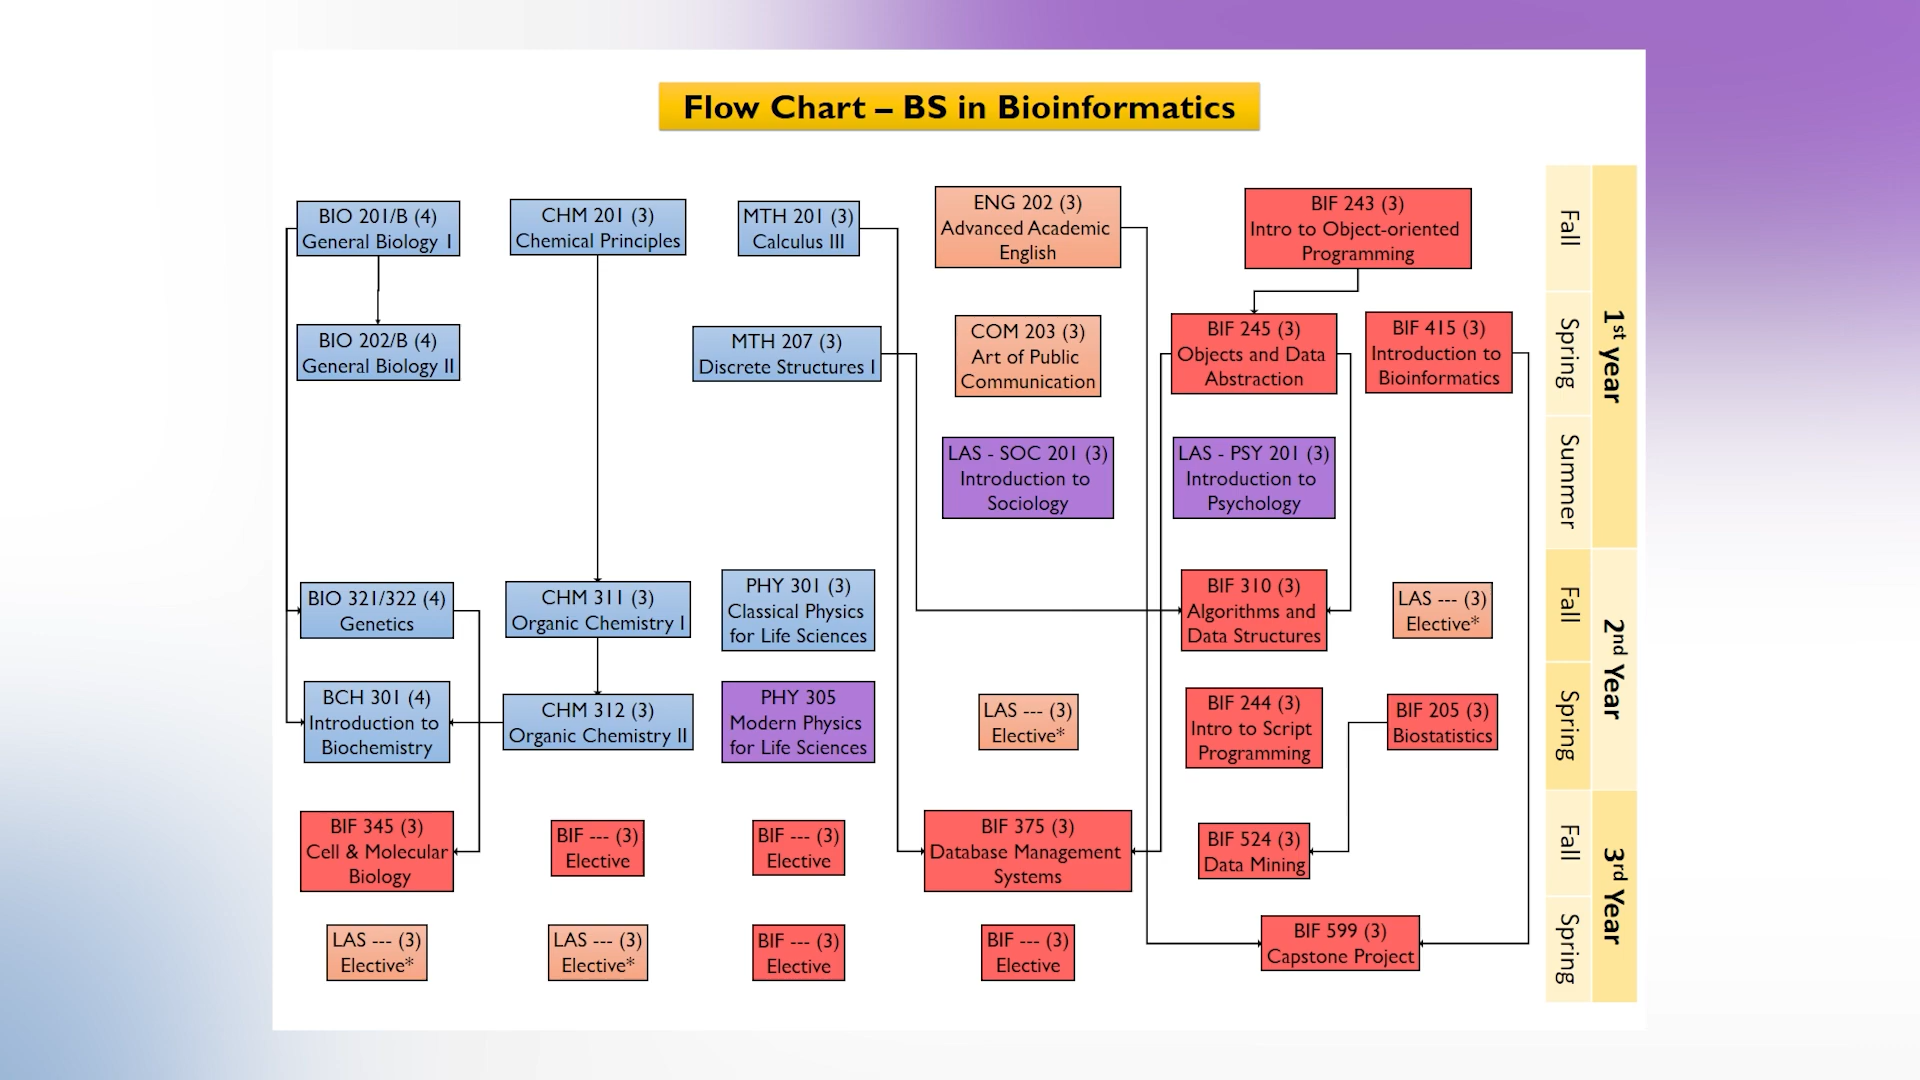 Flow Chart – BS in Bioinformatics
BIO 201/B (4)
General Biology I
CHM 201 (3)
Chemical Principles
MTH 201 (3)
Calculus III
ENG 202 (3)
Advanced Academic
English
BIF 243 (3)
Intro to Object-oriented
Programming
Fall
1st year
BIO 202/B (4)
General Biology II
MTH 207 (3)
Discrete Structures I
COM 203 (3)
Art of Public
Communication
BIF 245 (3)
Objects and Data
Abstraction
BIF 415 (3)
Introduction to
Bioinformatics
Spring
LAS - SOC 201 (3)
Introduction to
Sociology
LAS - PSY 201 (3)
Introduction to
Psychology
Summer
BIO 321/322 (4)
Genetics
CHM 311 (3)
Organic Chemistry I
PHY 301 (3)
Classical Physics
for Life Sciences
BIF 310 (3)
Algorithms and
Data Structures
LAS --- (3)
Elective*
Fall
2nd Year
BCH 301 (4)
Introduction to
Biochemistry
CHM 312 (3)
Organic Chemistry II
PHY 305
Modern Physics
for Life Sciences
LAS --- (3)
Elective*
BIF 244 (3)
Intro to Script
Programming
BIF 205 (3)
Biostatistics
Spring
BIF 345 (3)
Cell & Molecular
Biology
BIF --- (3)
Elective
BIF --- (3)
Elective
BIF 375 (3)
Database Management
Systems
BIF 524 (3)
Data Mining
Fall
3rd Year
LAS --- (3)
Elective*
LAS --- (3)
Elective*
BIF --- (3)
Elective
BIF --- (3)
Elective
BIF 599 (3)
Capstone Project
Spring